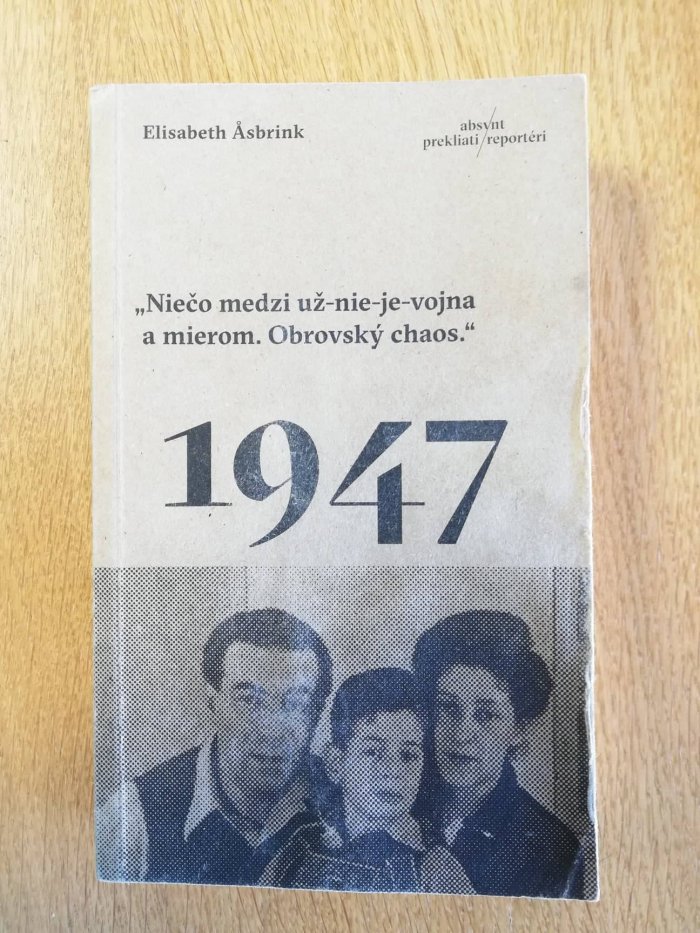 Elisabeth Åsbrink
absynt
prekliati/reportéri
„Niečo medzi už-nie-je-vojna
a mierom. Obrovský chaos.“
1947